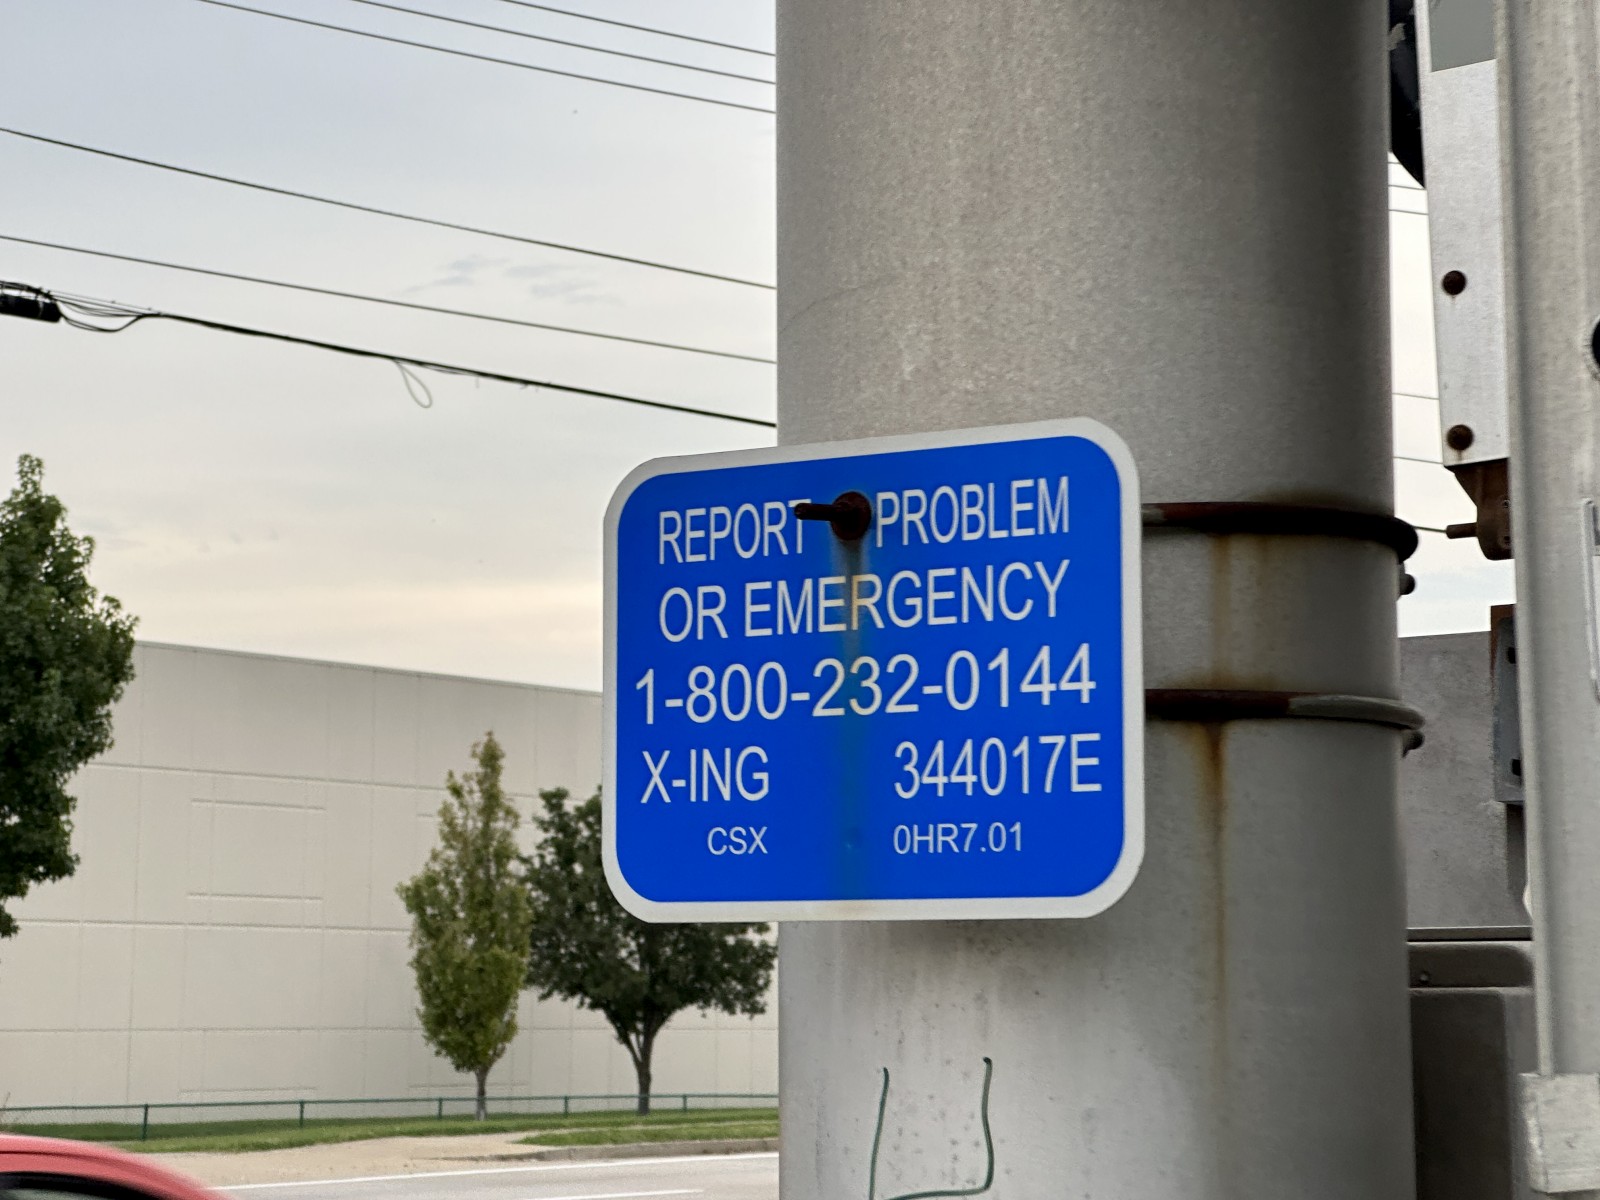 REPORT PROBLEM
OR EMERGENCY
1-800-232-0144
X-ING 344017E
CSX 0HR7.01